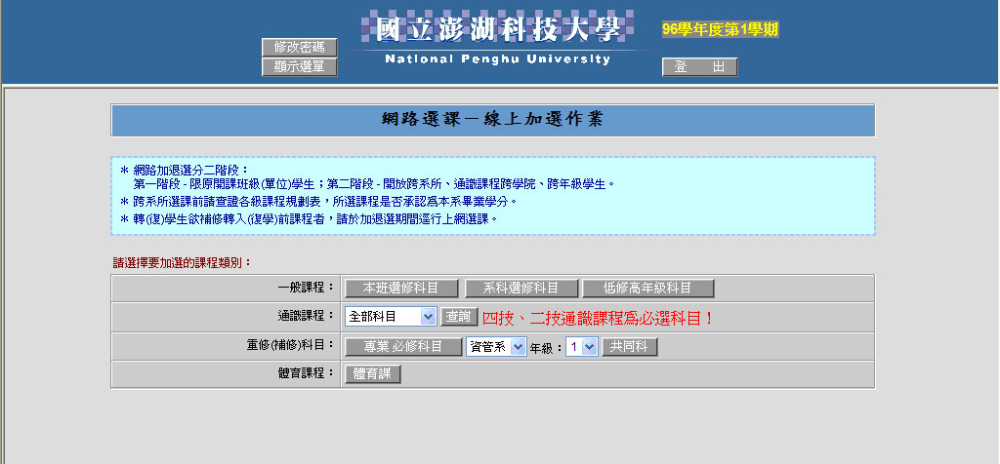 國立澎湖科技大學
96學年度第1學期
修改密碼
National Penghu University
顯示選單
登 出
網路選課－線上加選作業
* 網路加退選分二階段：
第一階段 - 限原開課班級(單位)學生；第二階段 - 開放跨系所、通識課程跨學院、跨年級學生。
* 跨系所選課前請查證各級課程規劃表，所選課程是否承認為本系畢業學分。
* 轉(復)學生欲補修轉入(復學)前課程者，請於加退選期間逕行上網選課。
請選擇要加選的課程類別：
一般課程： 本班選修科目 系科選修科目 低修高年級科目
通識課程： 全部科目 查詢 四技、二技通識課程為必選科目！
重修(補修)科目： 專業 必修科目 資管系 年級： 1 共同科
體育課程： 體育課